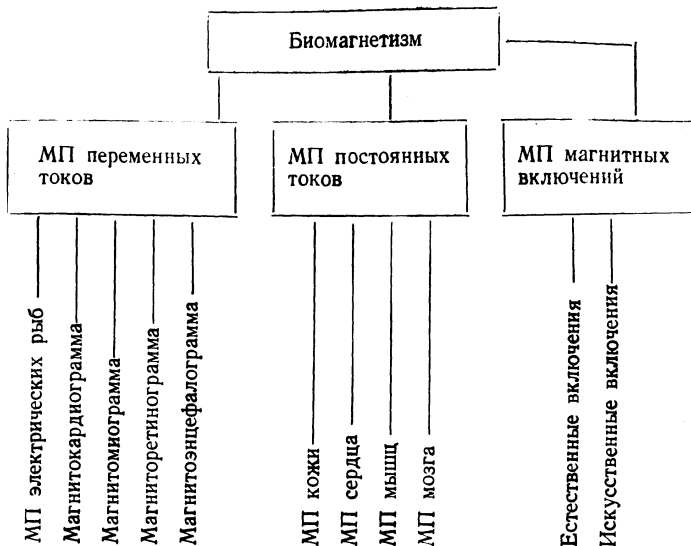 Биомагнетизм
МП переменных
токов
МП постоянных
токов
МП магнитных
включений
МП электрических рыб
Магнитокардиограмма
Магнитомиограмма
Магниторетинограмма
Магнитоэнцефалограмма
МП кожи
МП сердца
МП мышц
МП мозга
Естественные включения
Искусственные включения